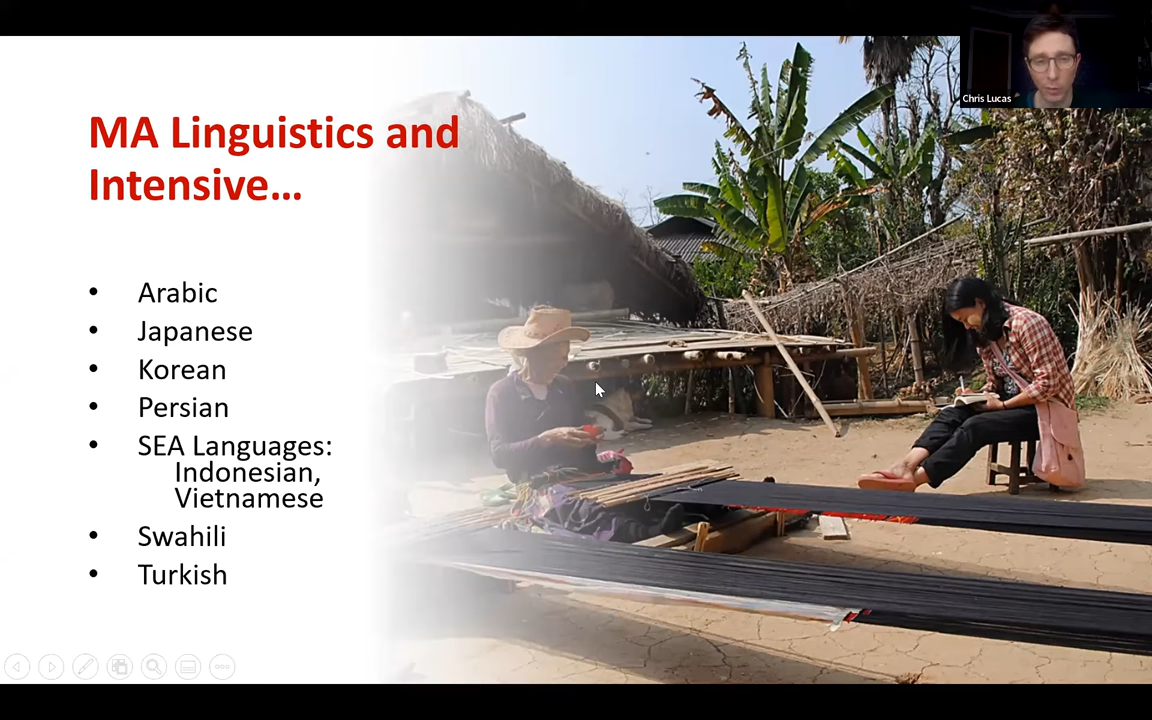 MA Linguistics and
Intensive…
• Arabic
• Japanese
• Korean
• Persian
• SEA Languages:
Indonesian,
Vietnamese
• Swahili
• Turkish
Chris Lucas